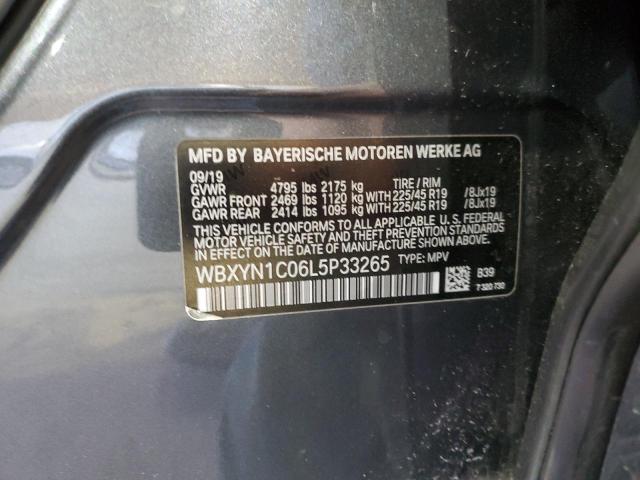 MFD BY BAYERISCHE MOTOREN WERKE AG
09/19
GVWR 4795 lbs 2175 kg TIRE / RIM
GAWR FRONT 2469 lbs 1120 kg WITH 225/45 R19 /8Jx19
GAWR REAR 2414 lbs 1095 kg WITH 225/45 R19 /8Jx19
THIS VEHICLE CONFORMS TO ALL APPLICABLE U.S. FEDERAL
MOTOR VEHICLE SAFETY AND THEFT PREVENTION STANDARDS
IN EFFECT ON THE DATE OF MANUFACTURE SHOWN ABOVE.
WBXYN1C06L5P33265 TYPE: MPV
B39
7 320 730